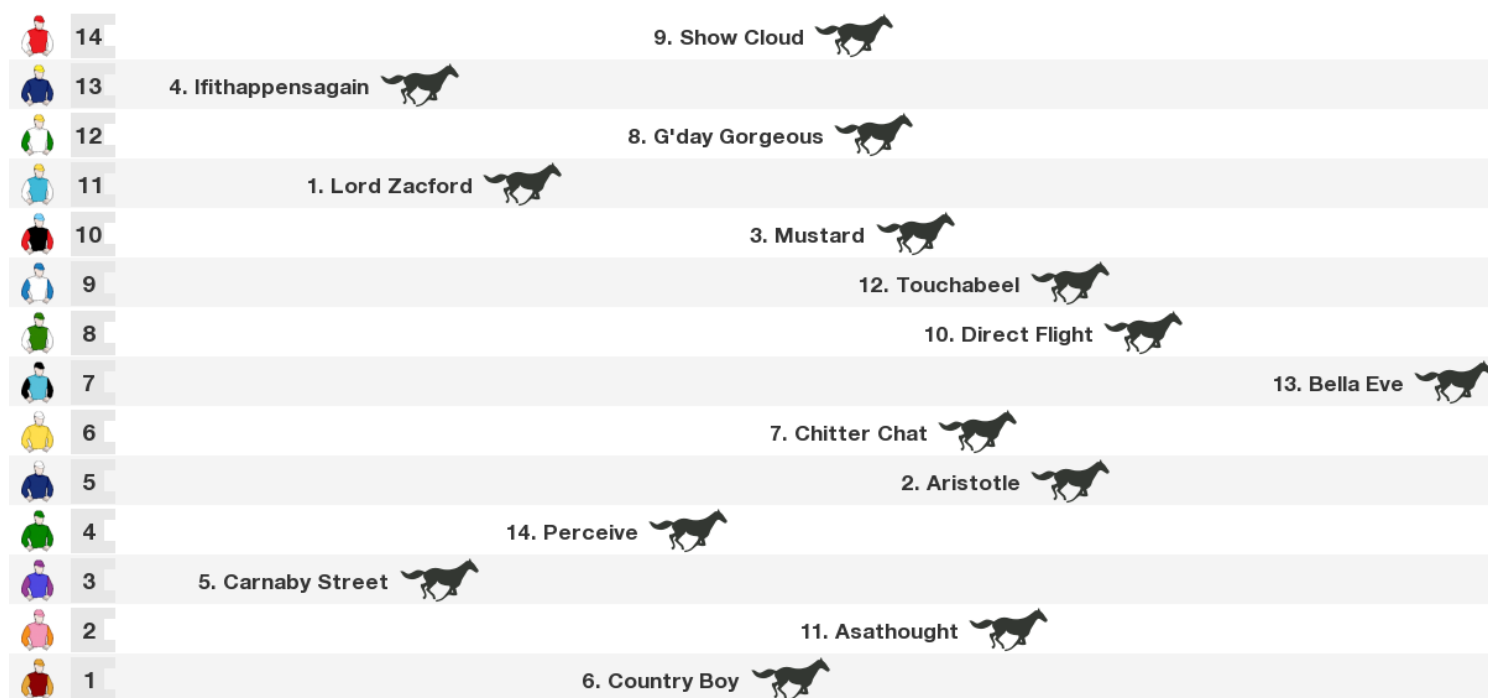 14 9. Show Cloud
13 4. Ifithappensagain
12 8. G'day Gorgeous
11 1. Lord Zacford
10 3. Mustard
9 12. Touchabeel
8 10. Direct Flight
7 13. Bella Eve
6 7. Chitter Chat
5 2. Aristotle
4 14. Perceive
3 5. Carnaby Street
2 11. Asathought
1 6. Country Boy